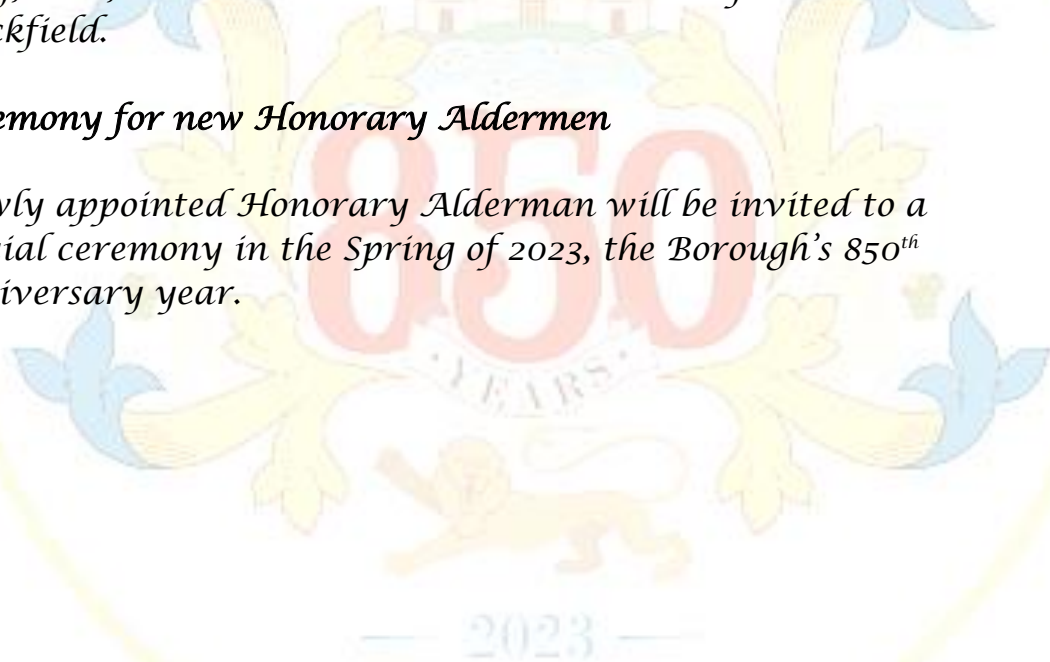 ckfield.
emony for new Honorary Aldermen
wly appointed Honorary Alderman will be invited to a
ial ceremony in the Spring of 2023, the Borough's 850th
iversary year.
850
· YEARS ·
2023